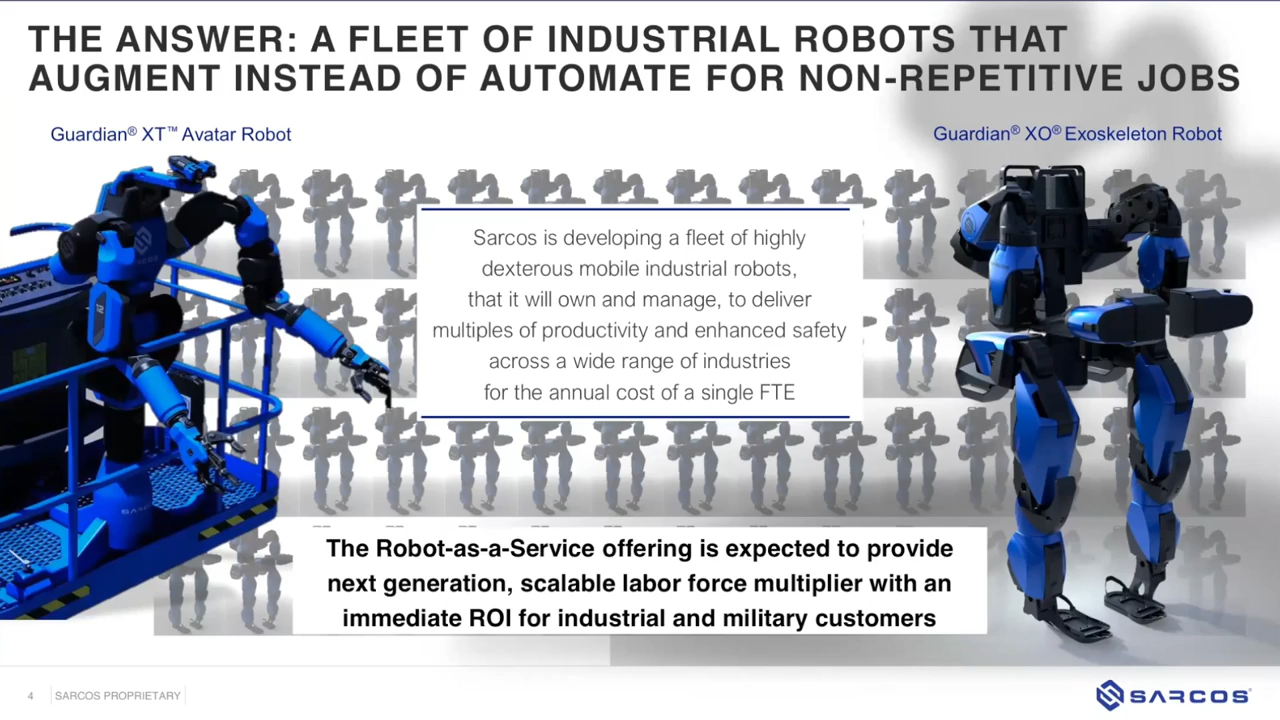 THE ANSWER: A FLEET OF INDUSTRIAL ROBOTS THAT
AUGMENT INSTEAD OF AUTOMATE FOR NON-REPETITIVE JOBS
Guardian® XT™ Avatar Robot
Guardian® XO® Exoskeleton Robot
Sarcos is developing a fleet of highly
dexterous mobile industrial robots,
that it will own and manage, to deliver
multiples of productivity and enhanced safety
across a wide range of industries
for the annual cost of a single FTE
The Robot-as-a-Service offering is expected to provide
next generation, scalable labor force multiplier with an
immediate ROI for industrial and military customers
SARCOS
SARCOS
4
SARCOS PROPRIETARY
SARCOS®